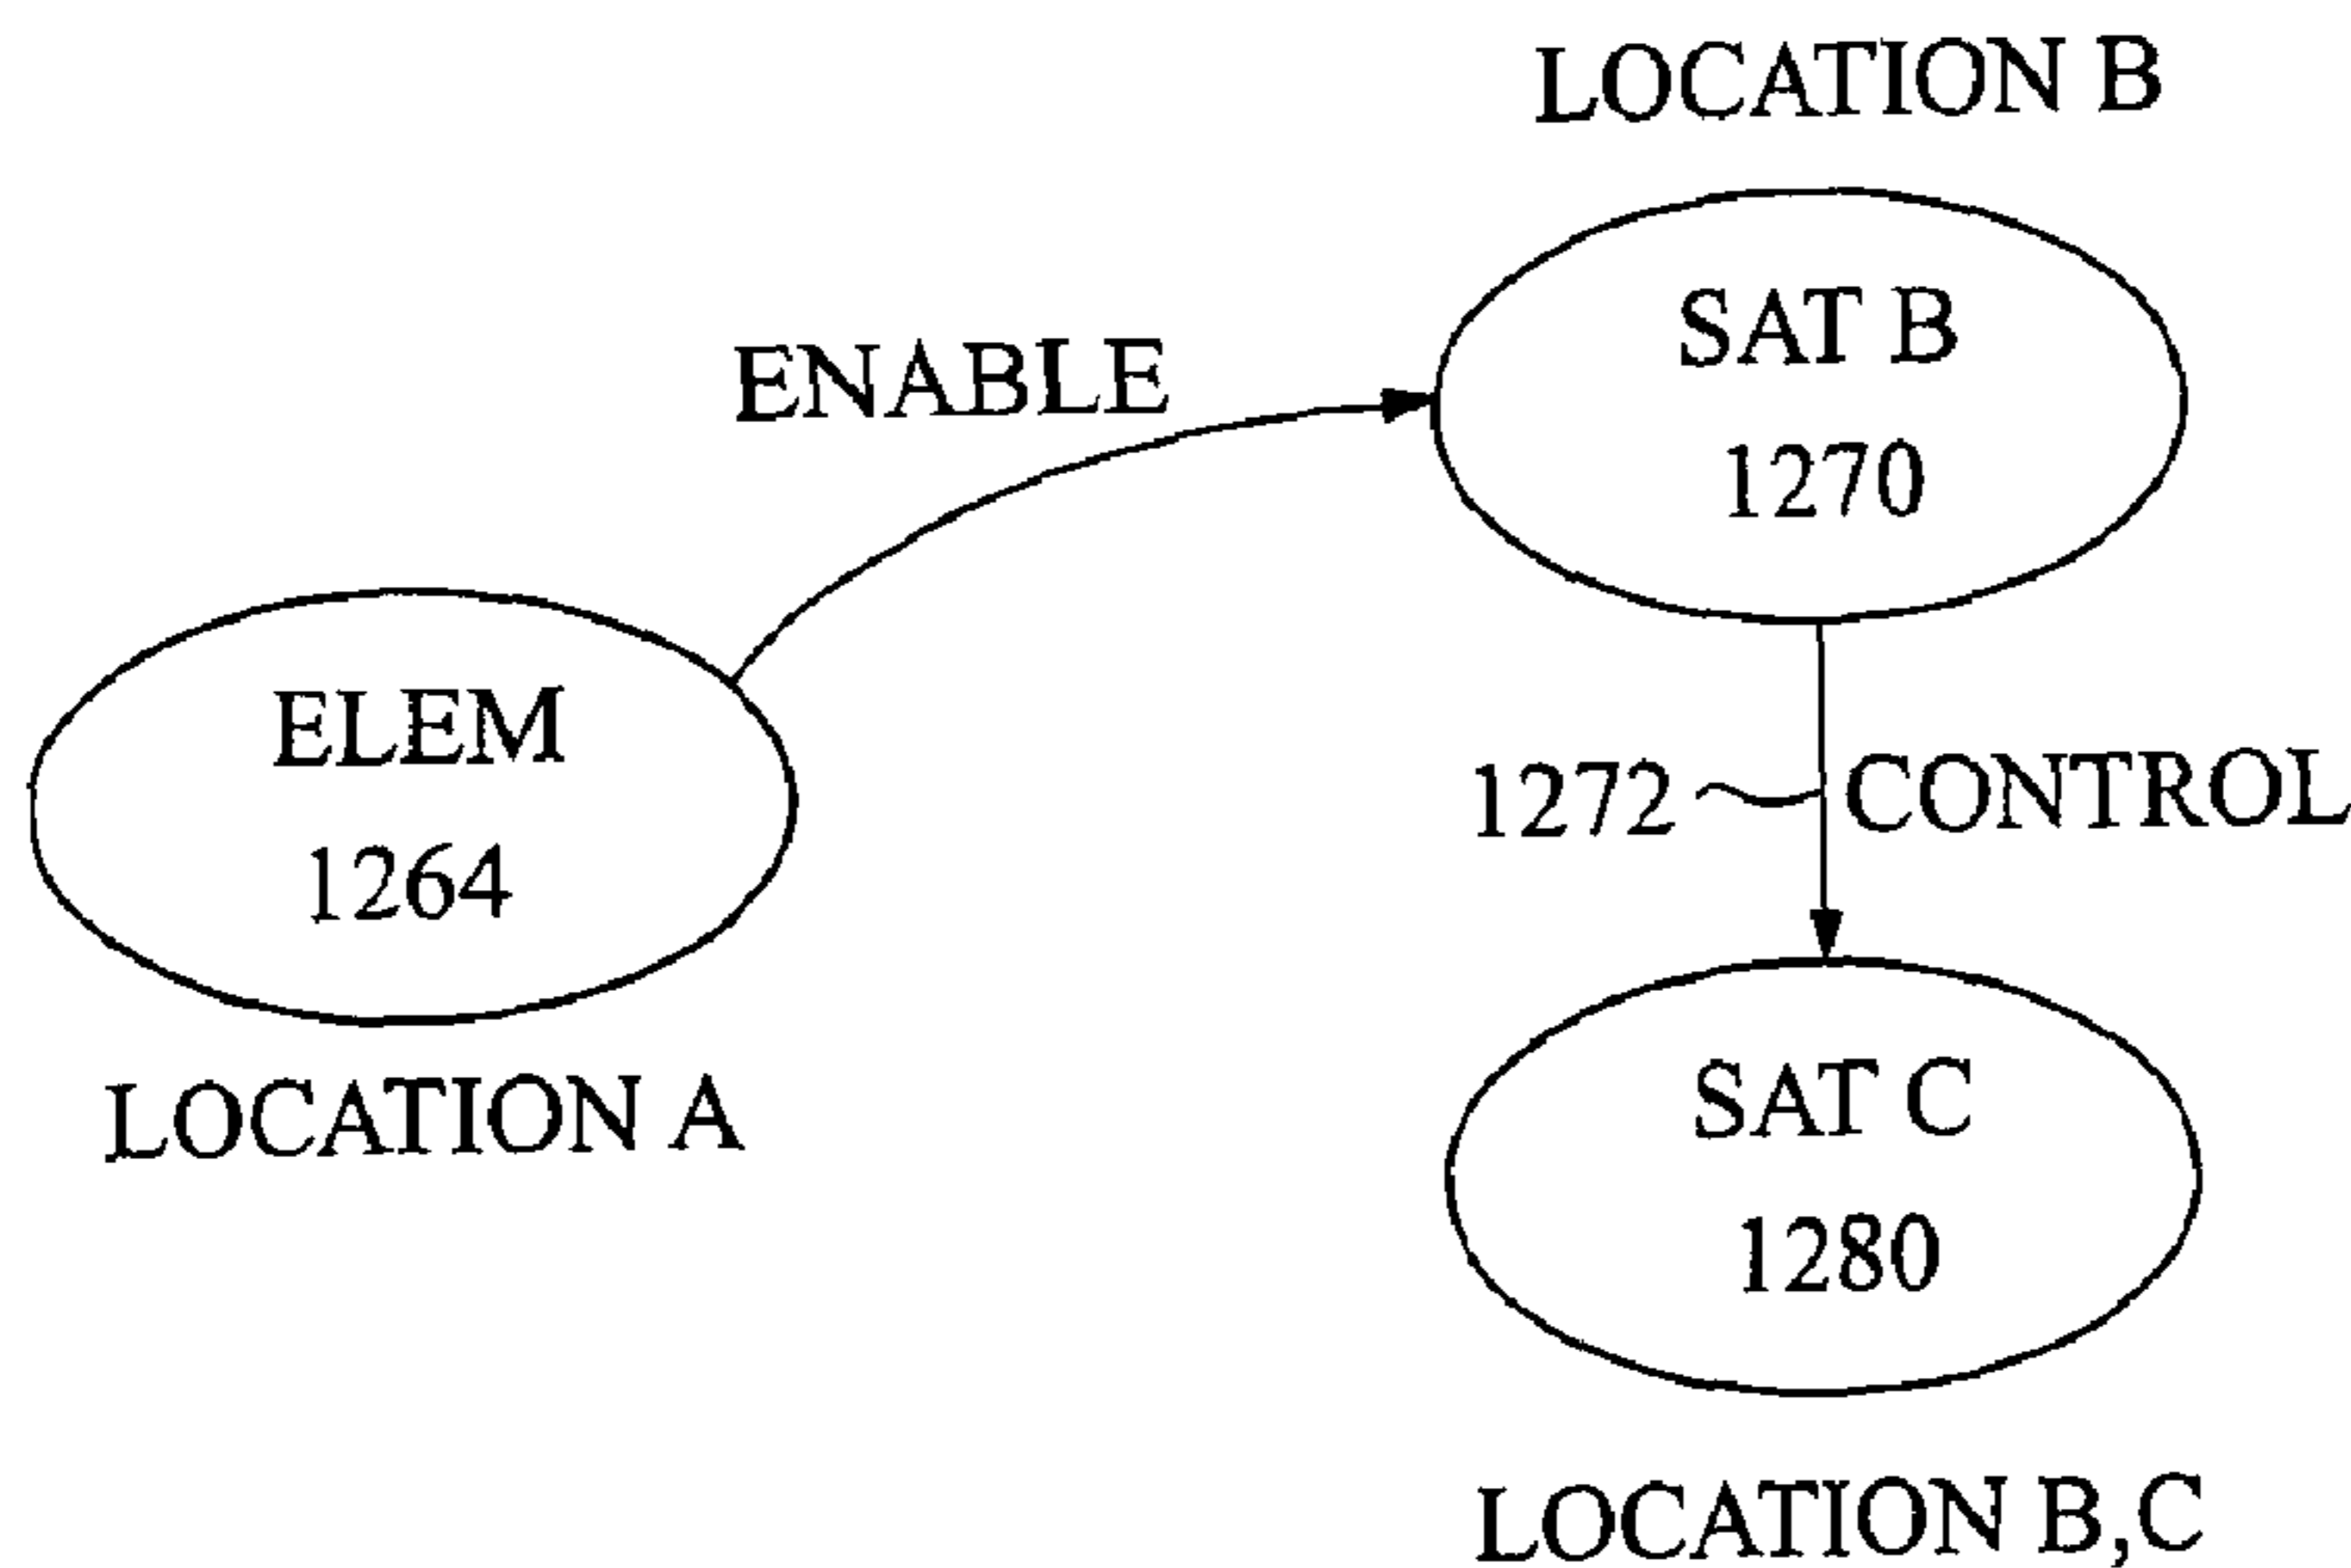 LOCATION B
SAT B
1270
ENABLE
ELEM
1264
LOCATION A
1272
CONTROL
SAT C
1280
LOCATION B,C